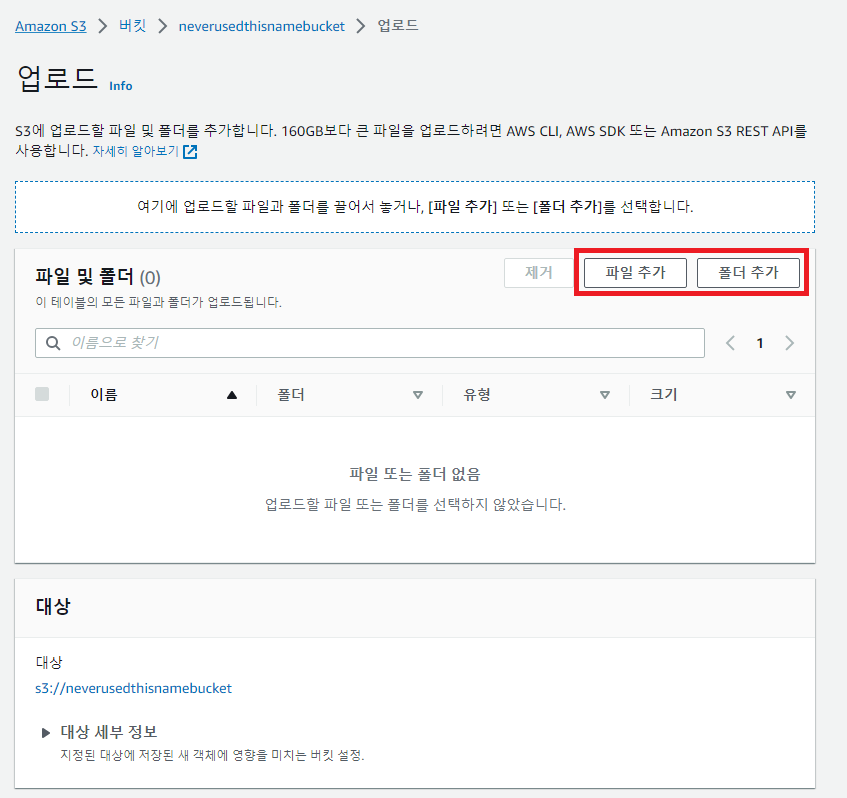 Amazon S3 > 버킷 > neverusedthisnamebucket > 업로드
업로드 Info
S3에 업로드할 파일 및 폴더를 추가합니다. 160GB보다 큰 파일을 업로드하려면 AWS CLI, AWS SDK 또는 Amazon S3 REST API를
사용합니다. 자세히 알아보기
여기에 업로드할 파일과 폴더를 끌어서 놓거나, [파일 추가] 또는 [폴더 추가]를 선택합니다.
파일 및 폴더 (0) 제거 파일 추가 폴더 추가
이 테이블의 모든 파일과 폴더가 업로드됩니다.
이름으로 찾기 < 1 >
이름 ▲ 폴더 ▽ 유형 ▽ 크기 ▽
파일 또는 폴더 없음
업로드할 파일 또는 폴더를 선택하지 않았습니다.
대상
대상
s3://neverusedthisnamebucket
▶ 대상 세부 정보
지정된 대상에 저장된 새 객체에 영향을 미치는 버킷 설정.